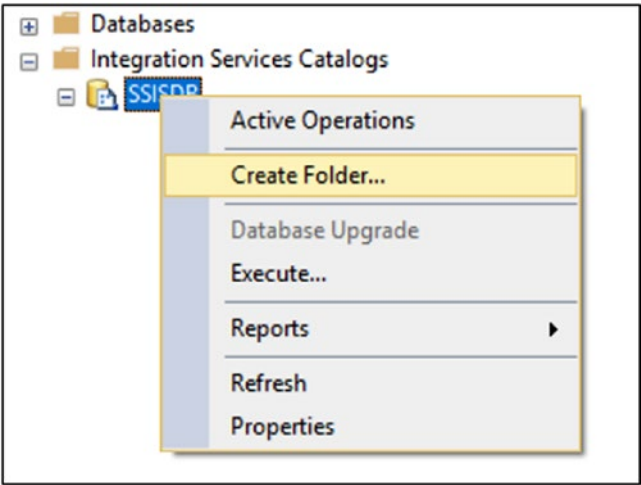 Databases
Integration Services Catalogs
SSISDB
Active Operations
Create Folder...
Database Upgrade
Execute...
Reports
Refresh
Properties